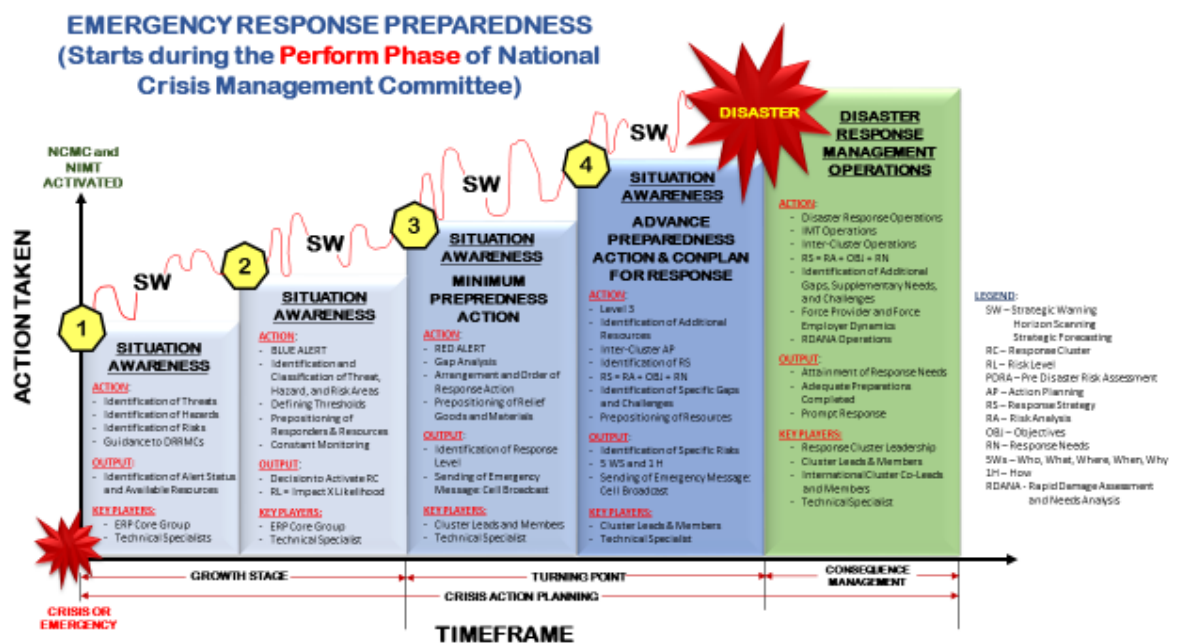 EMERGENCY RESPONSE PREPAREDNESS
(Starts during the Perform Phase of National
Crisis Management Committee)
NCMC and
NIMT
ACTIVATED
ACTION TAKEN
1
SW
SITUATION
AWARENESS
ACTION:
- Identification of Threats
- Identification of Hazards
- Identification of Risks
- Guidance to DRRMCs
OUTPUT:
- Identification of Alert Status
and Available Resources
KEY PLAYERS:
- ERP Core Group
- Technical Specialists
2
SW
SITUATION
AWARENESS
ACTION:
- BLUE ALERT
- Identification and
Classification of Threat,
Hazard, and Risk Areas
- Defining Thresholds
- Prepositioning of
Responders & Resources
- Constant Monitoring
OUTPUT:
- Decision to Activate RC
- RL = Impact X Likelihood
KEY PLAYERS:
- ERP Core Group
- Technical Specialist
3
SW
SITUATION
AWARENESS
MINIMUM
PREPREDNESS
ACTION
ACTION:
- RED ALERT
- Gap Analysis
- Arrangement and Order of
Response Action
- Prepositioning of Relief
Goods and Materials
OUTPUT:
- Identification of Response
Level
- Sending of Emergency
Message: Cell Broadcast
KEY PLAYERS:
- Cluster Leads and Members
- Technical Specialist
4
SW
SITUATION
AWARENESS
ADVANCE
PREPAREDNESS
ACTION & CONPLAN
FOR RESPONSE
ACTION:
- Level 3
- Identification of Additional
Resources
- Inter-Cluster AP
- Identification of RS
- RS = RA + OBJ + RN
- Identification of Specific Gaps
and Challenges
- Prepositioning of Resources
OUTPUT:
- Identification of Specific Risks
- 5 WS and 1 H
- Sending of Emergency Message:
Cell Broadcast
KEY PLAYERS:
- Cluster Leads & Members
- Technical Specialist
DISASTER
DISASTER
RESPONSE
MANAGEMENT
OPERATIONS
ACTION:
- Disaster Response Operations
- IMT Operations
- Inter-Cluster Operations
- RS = RA + OBJ + RN
- Identification of Additional
Gaps, Supplementary Needs,
and Challenges
- Force Provider and Force
Employer Dynamics
- RDANA Operations
OUTPUT:
- Attainment of Response Needs
- Adequate Preparations
Completed
- Prompt Response
KEY PLAYERS:
- Response Cluster Leadership
- Cluster Leads & Members
- International Cluster Co-Leads
and Members
- Technical Specialist
LEGEND:
SW – Strategic Warning
Horizon Scanning
Strategic Forecasting
RC – Response Cluster
RL – Risk Level
PDRA – Pre Disaster Risk Assessment
AP – Action Planning
RS – Response Strategy
RA – Risk Analysis
OBJ – Objectives
RN – Response Needs
5Ws – Who, What, Where, When, Why
1H – How
RDANA - Rapid Damage Assessment
and Needs Analysis
GROWTH STAGE
TURNING POINT
CONSEQUENCE
MANAGEMENT
CRISIS ACTION PLANNING
CRISIS OR
EMERGENCY
TIMEFRAME